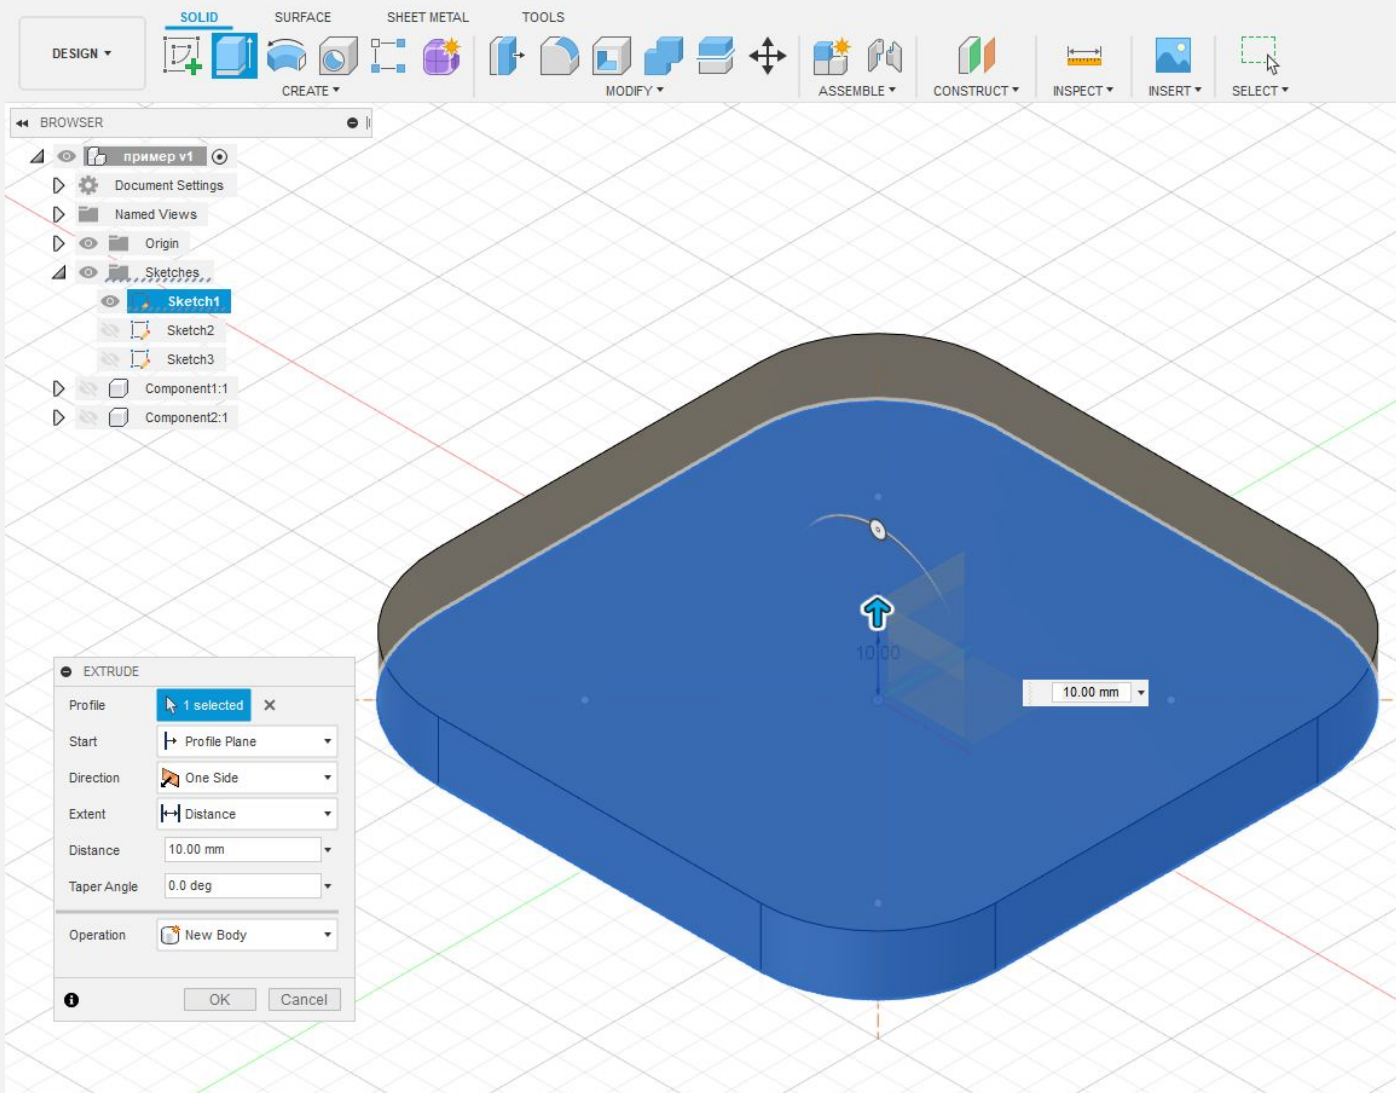 SOLID SURFACE SHEET METAL TOOLS
DESIGN
CREATE MODIFY ASSEMBLE CONSTRUCT INSPECT INSERT SELECT
BROWSER
пример v1
Document Settings
Named Views
Origin
Sketches
Sketch1
Sketch2
Sketch3
Component1:1
Component2:1
10.00
10.00 mm
EXTRUDE
Profile 1 selected
Start Profile Plane
Direction One Side
Extent Distance
Distance 10.00 mm
Taper Angle 0.0 deg
Operation New Body
OK Cancel